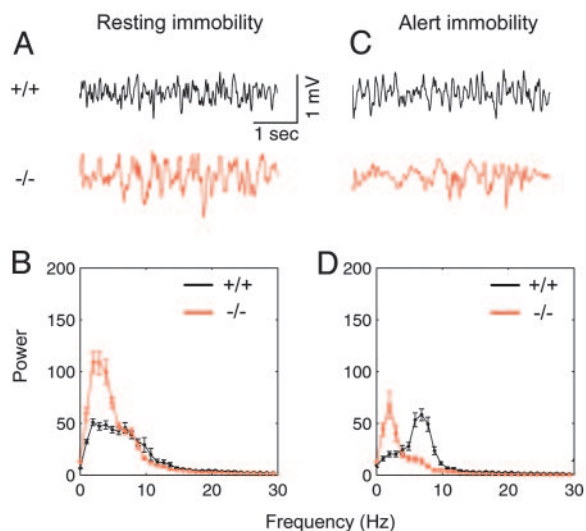 A Resting immobility
C Alert immobility
+/+
1 mV
1 sec
-/-
B
200
150
100
50
0
Power
+/+
-/-
0 10 20 30
D
200
150
100
50
0
+/+
-/-
0 10 20 30
Frequency (Hz)